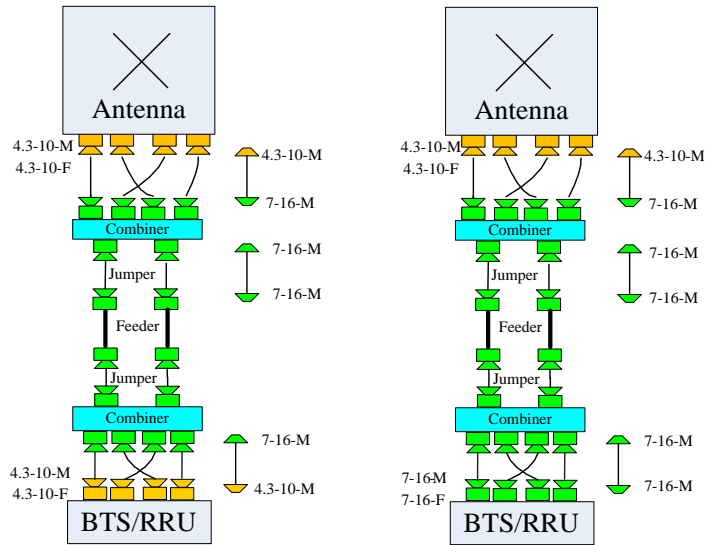 Antenna
4.3-10-M
4.3-10-F
4.3-10-M
7-16-M
Combiner
7-16-M
Jumper
7-16-M
Feeder
Jumper
Combiner
7-16-M
4.3-10-M
4.3-10-F
4.3-10-M
BTS/RRU
Antenna
4.3-10-M
4.3-10-F
4.3-10-M
7-16-M
Combiner
7-16-M
Jumper
7-16-M
Feeder
Jumper
Combiner
7-16-M
7-16-M
7-16-F
7-16-M
BTS/RRU